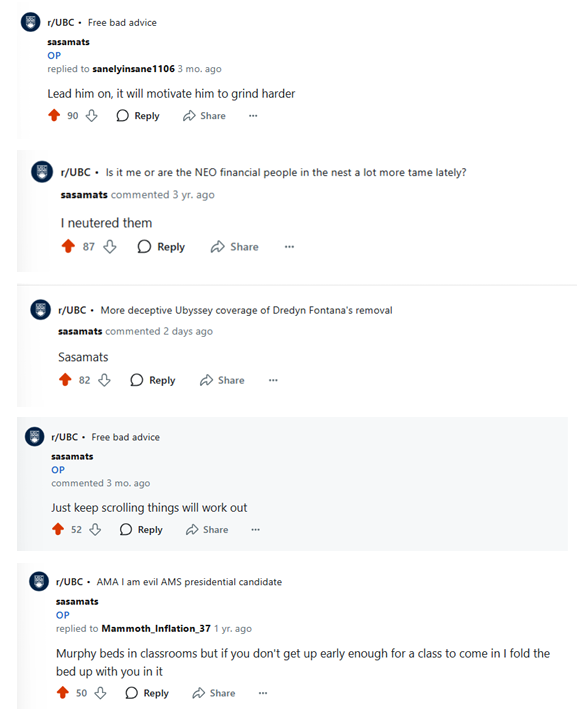 r/UBC • Free bad advice
sasamats
OP
replied to sanelyinsane1106 3 mo. ago
Lead him on, it will motivate him to grind harder
90 Reply Share ...
r/UBC • Is it me or are the NEO financial people in the nest a lot more tame lately?
sasamats commented 3 yr. ago
I neutered them
87 Reply Share ...
r/UBC • More deceptive Ubyssey coverage of Dredyn Fontana's removal
sasamats commented 2 days ago
Sasamats
82 Reply Share ...
r/UBC • Free bad advice
sasamats
OP
commented 3 mo. ago
Just keep scrolling things will work out
52 Reply Share ...
r/UBC • AMA I am evil AMS presidential candidate
sasamats
OP
replied to Mammoth_Inflation_37 1 yr. ago
Murphy beds in classrooms but if you don't get up early enough for a class to come in I fold the
bed up with you in it
50 Reply Share ...